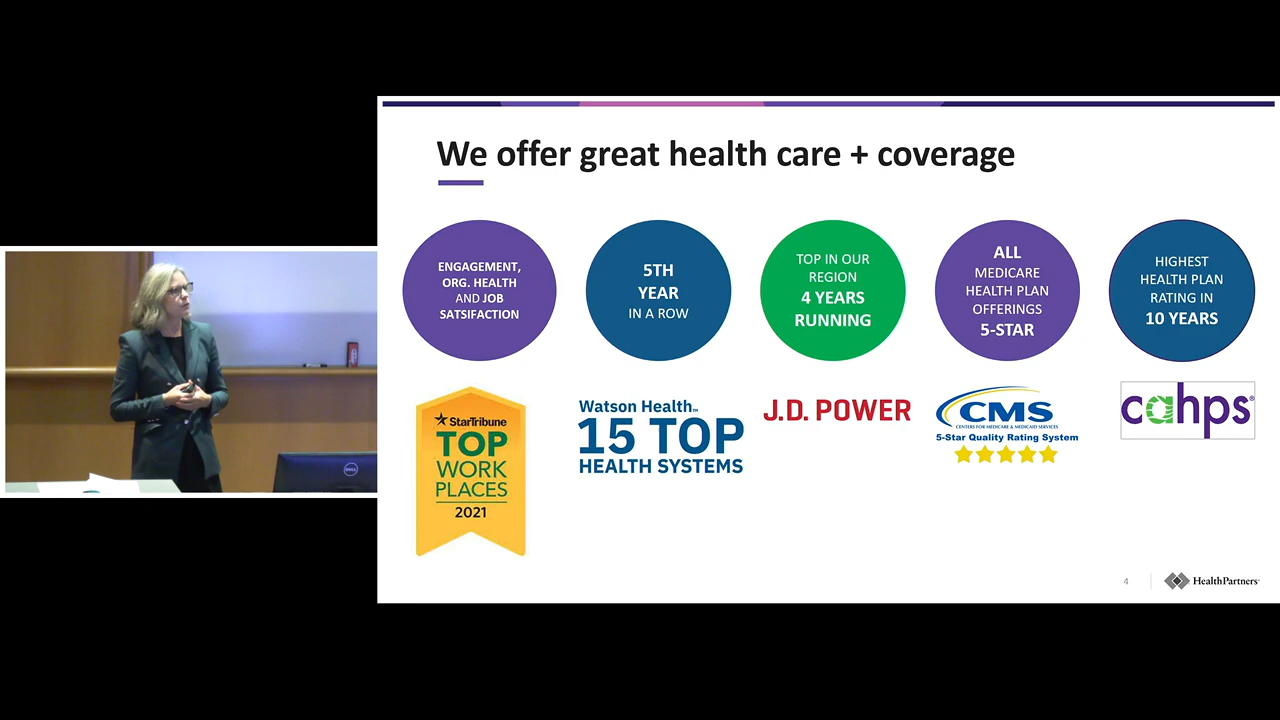 We offer great health care + coverage
ENGAGEMENT,
ORG. HEALTH
AND JOB
SATSIFACTION
5TH
YEAR
IN A ROW
TOP IN OUR
REGION
4 YEARS
RUNNING
ALL
MEDICARE
HEALTH PLAN
OFFERINGS
5-STAR
HIGHEST
HEALTH PLAN
RATING IN
10 YEARS
StarTribune
TOP
WORK
PLACES
2021
Watson Health™
15 TOP
HEALTH SYSTEMS
J.D. POWER
CMS
CENTERS FOR MEDICARE & MEDICAID SERVICES
5-Star Quality Rating System
cahps®
DELL
4
HealthPartners®